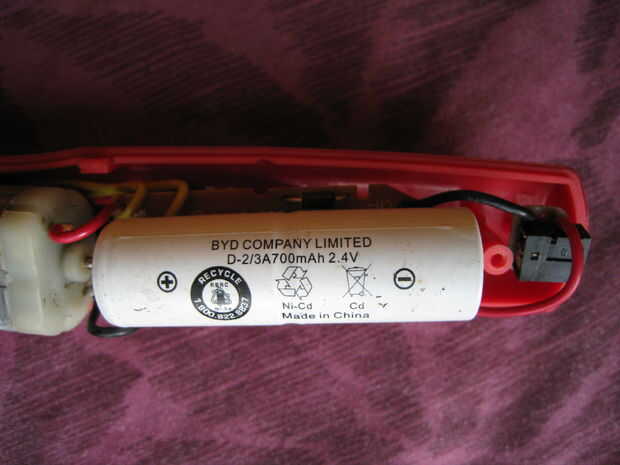 BYD COMPANY LIMITED
D-2/3A700mAh 2.4V
RECYCLE
RBRC
1.800.822.8837
Ni-Cd
Cd
Made in China